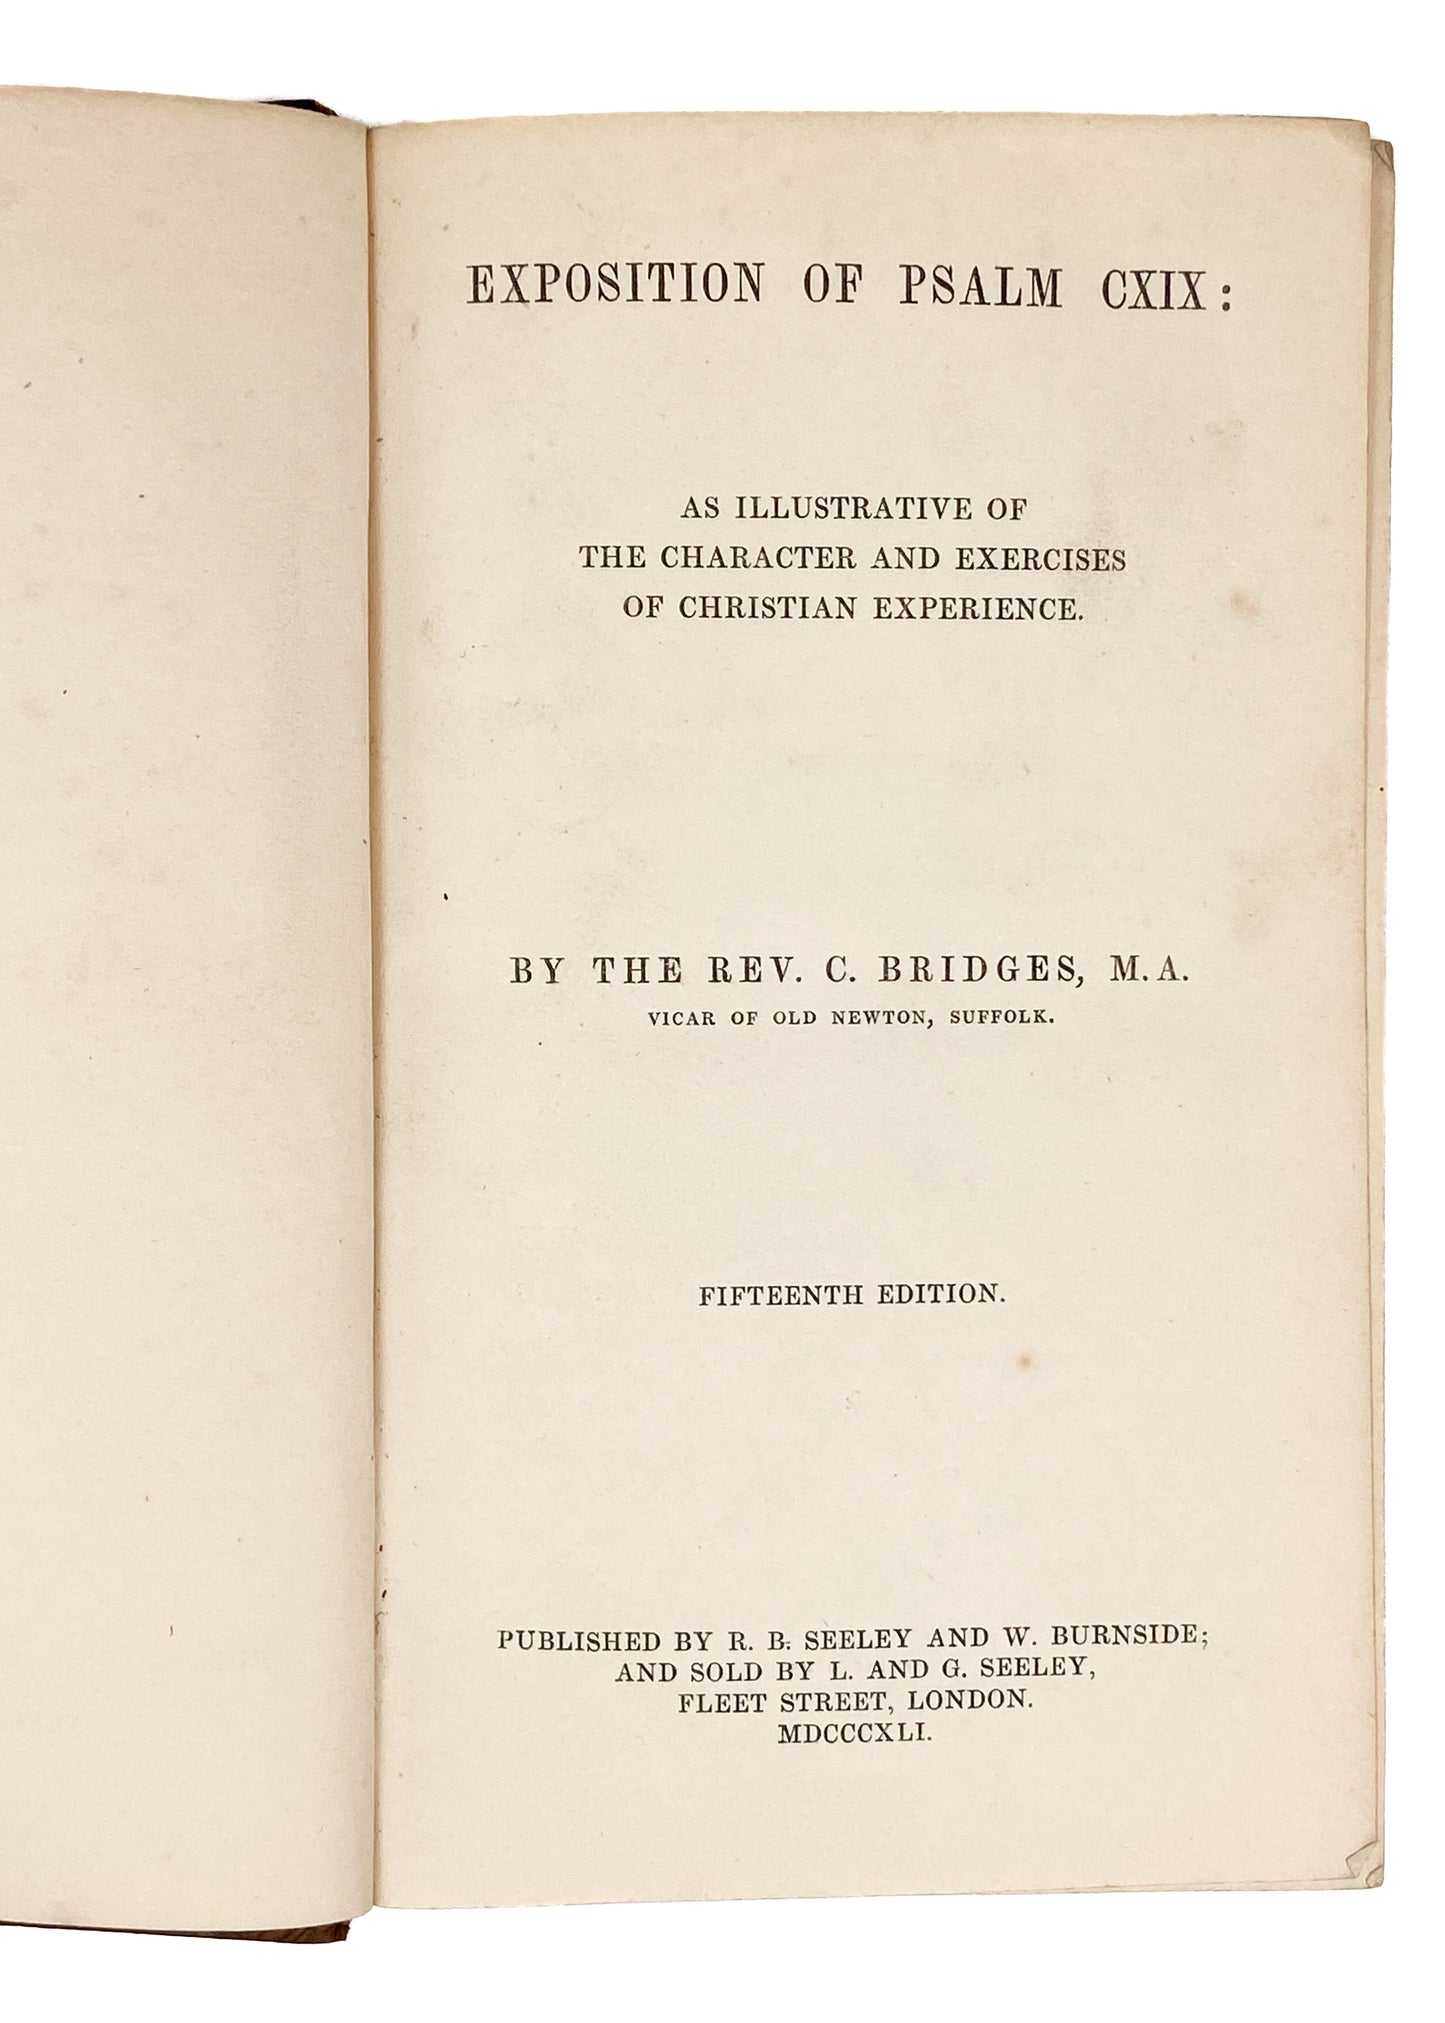 EXPOSITION OF PSALM CXIX:
AS ILLUSTRATIVE OF
THE CHARACTER AND EXERCISES
OF CHRISTIAN EXPERIENCE.
BY THE REV. C. BRIDGES, M.A.
VICAR OF OLD NEWTON, SUFFOLK.
FIFTEENTH EDITION.
PUBLISHED BY R. B. SEELEY AND W. BURNSIDE;
AND SOLD BY L. AND G. SEELEY,
FLEET STREET, LONDON.
MDCCCXLI.